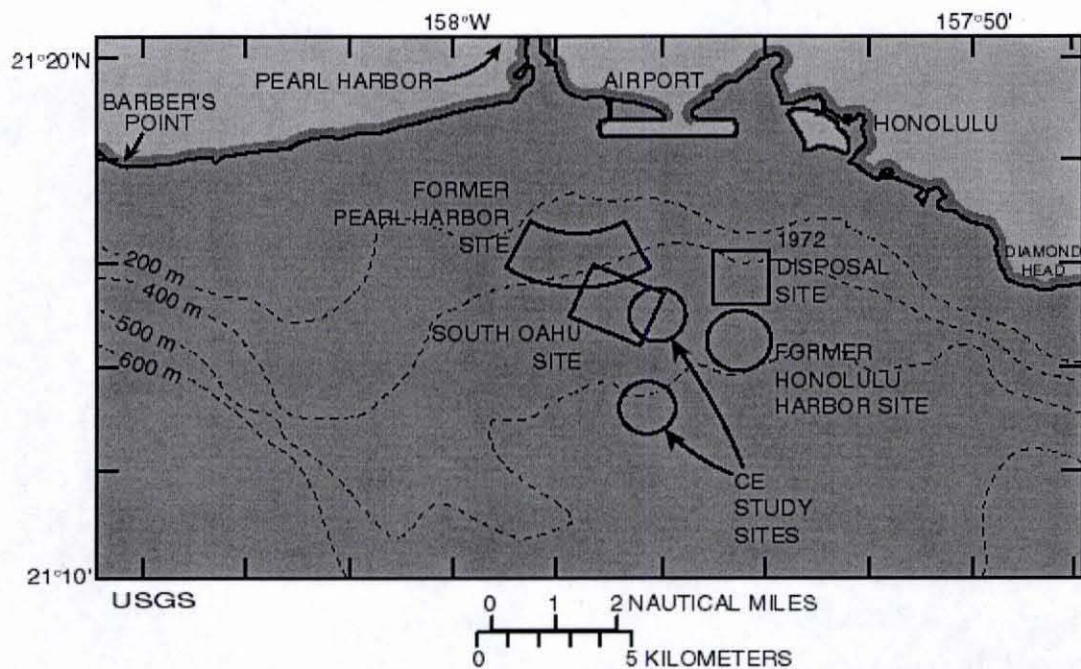 158°W
157°50'
21°20'N
PEARL HARBOR
AIRPORT
BARBER'S
POINT
HONOLULU
FORMER
PEARL HARBOR
SITE
1972
DISPOSAL
SITE
DIAMOND
HEAD
200 m
400 m
500 m
600 m
SOUTH OAHU
SITE
FORMER
HONOLULU
HARBOR SITE
CE
STUDY
SITES
21°10'
USGS
0 1 2 NAUTICAL MILES
0 5 KILOMETERS